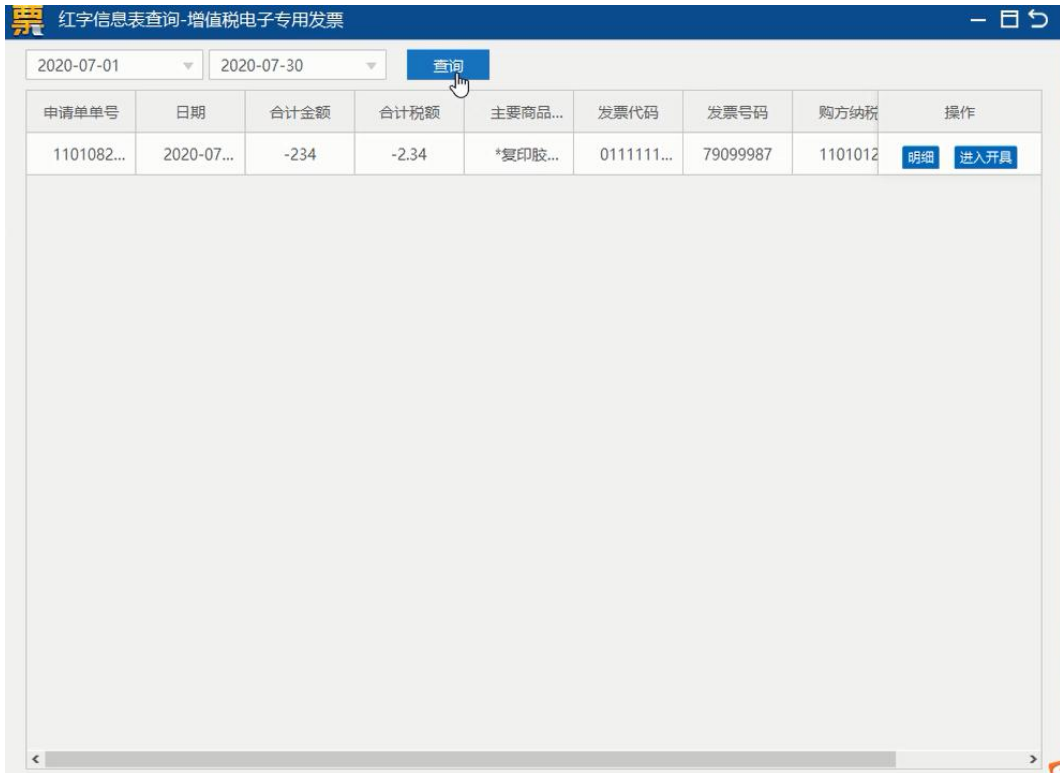 票 红字信息表查询-增值税电子专用发票
2020-07-01 2020-07-30 查询
申请单单号 日期 合计金额 合计税额 主要商品... 发票代码 发票号码 购方纳税 操作
1101082... 2020-07... -234 -2.34 *复印胶... 0111111... 79099987 1101012 明细 进入开具